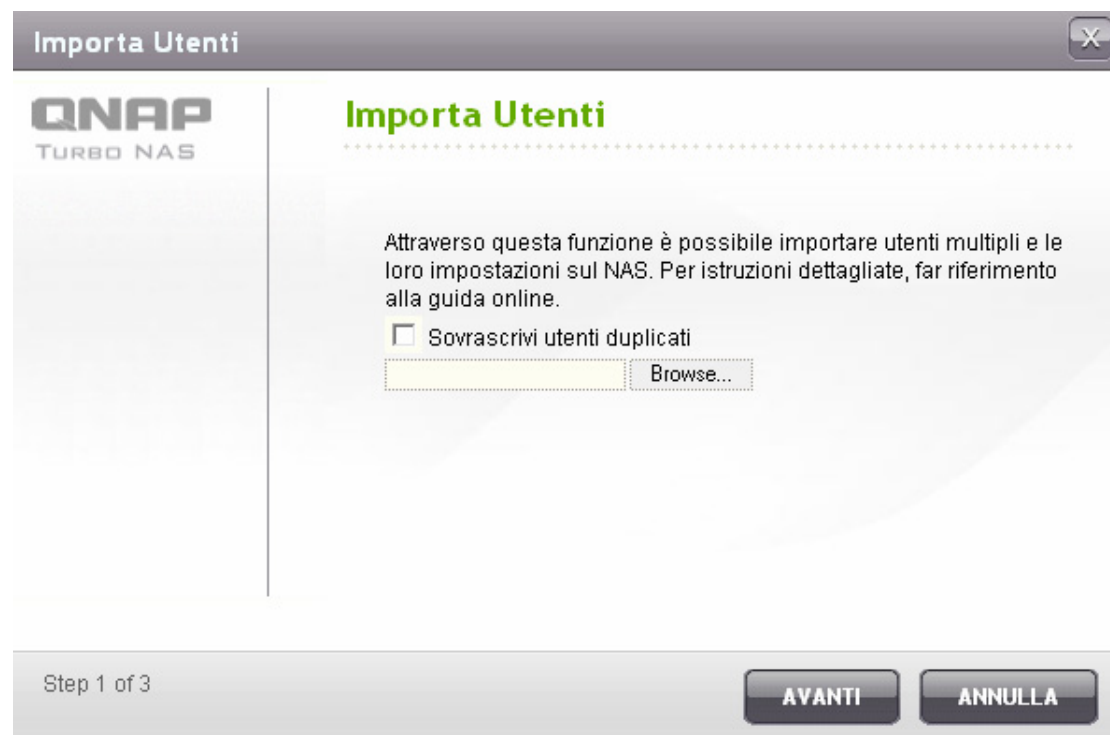 Importa Utenti
X
QNAP
TURBO NAS
Importa Utenti
Attraverso questa funzione è possibile importare utenti multipli e le
loro impostazioni sul NAS. Per istruzioni dettagliate, far riferimento
alla guida online.
Sovrascrivi utenti duplicati
Browse...
Step 1 of 3
AVANTI
ANNULLA